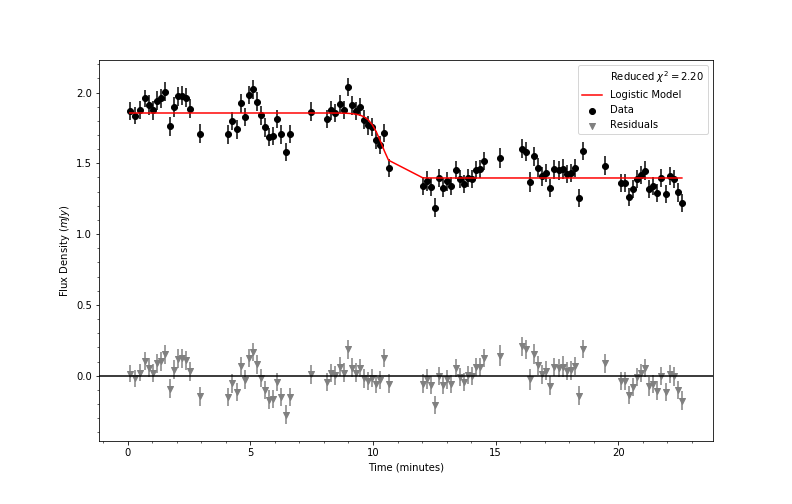 Reduced χ² = 2.20
Logistic Model
Data
Residuals
Flux Density (mJy)
2.0
1.5
1.0
0.5
0.0
0 5 10 15 20
Time (minutes)